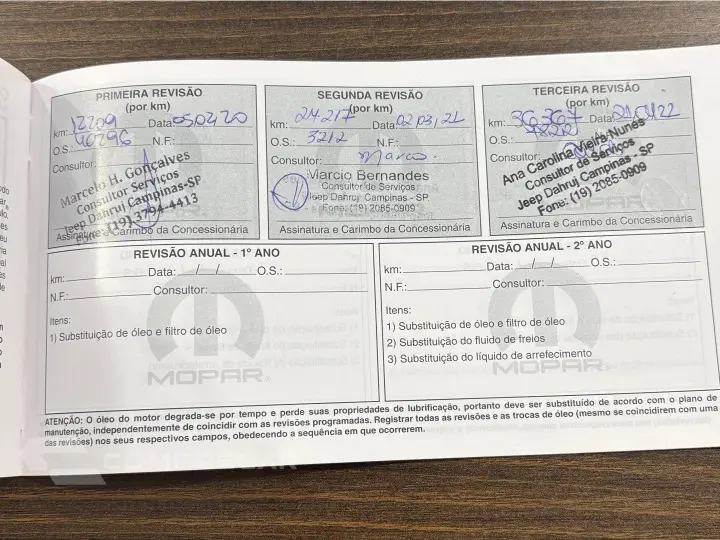 PRIMEIRA REVISÃO
(por km)
km: 12209 Data: 05,02,20
O.S.: 40296 N.F.:
Consultor:
Marcelo H. Gonçalves
Consultor Serviços
Jeep Dahruj Campinas-SP
Fone: (19) 3794-4413
Assinatura e Carimbo da Concessionária
SEGUNDA REVISÃO
(por km)
km: 24.217 Data: 02,03,21
O.S.: 3212 N.F.:
Consultor: Marcio.
Marcio Bernandes
Consultor de Serviços
Jeep Dahruj Campinas - SP
Fone: (19) 2085-0909
Assinatura e Carimbo da Concessionária
TERCEIRA REVISÃO
(por km)
km: 36367 Data:
O.S.:
Consultor:
Ana Carolina Vieira Nunes
Consultor de Serviços
Jeep Dahruj Campinas - SP
Fone: (19) 2085-0909
Assinatura e Carimbo da Concessionária
REVISÃO ANUAL - 1º ANO
km: Data: / / O.S.:
N.F.: Consultor:
Itens:
1) Substituição de óleo e filtro de óleo
MOPAR®
REVISÃO ANUAL - 2º ANO
km: Data: / / O.S.:
N.F.: Consultor:
Itens:
1) Substituição de óleo e filtro de óleo
2) Substituição do fluido de freios
3) Substituição do líquido de arrefecimento
MOPAR®
ATENÇÃO: O óleo do motor degrada-se por tempo e perde suas propriedades de lubrificação, portanto deve ser substituído de acordo com o plano de
manutenção, independentemente de coincidir com as revisões programadas. Registrar todas as revisões e as trocas de óleo (mesmo se coincidirem com uma
das revisões) nos seus respectivos campos, obedecendo a sequência em que ocorrerem.